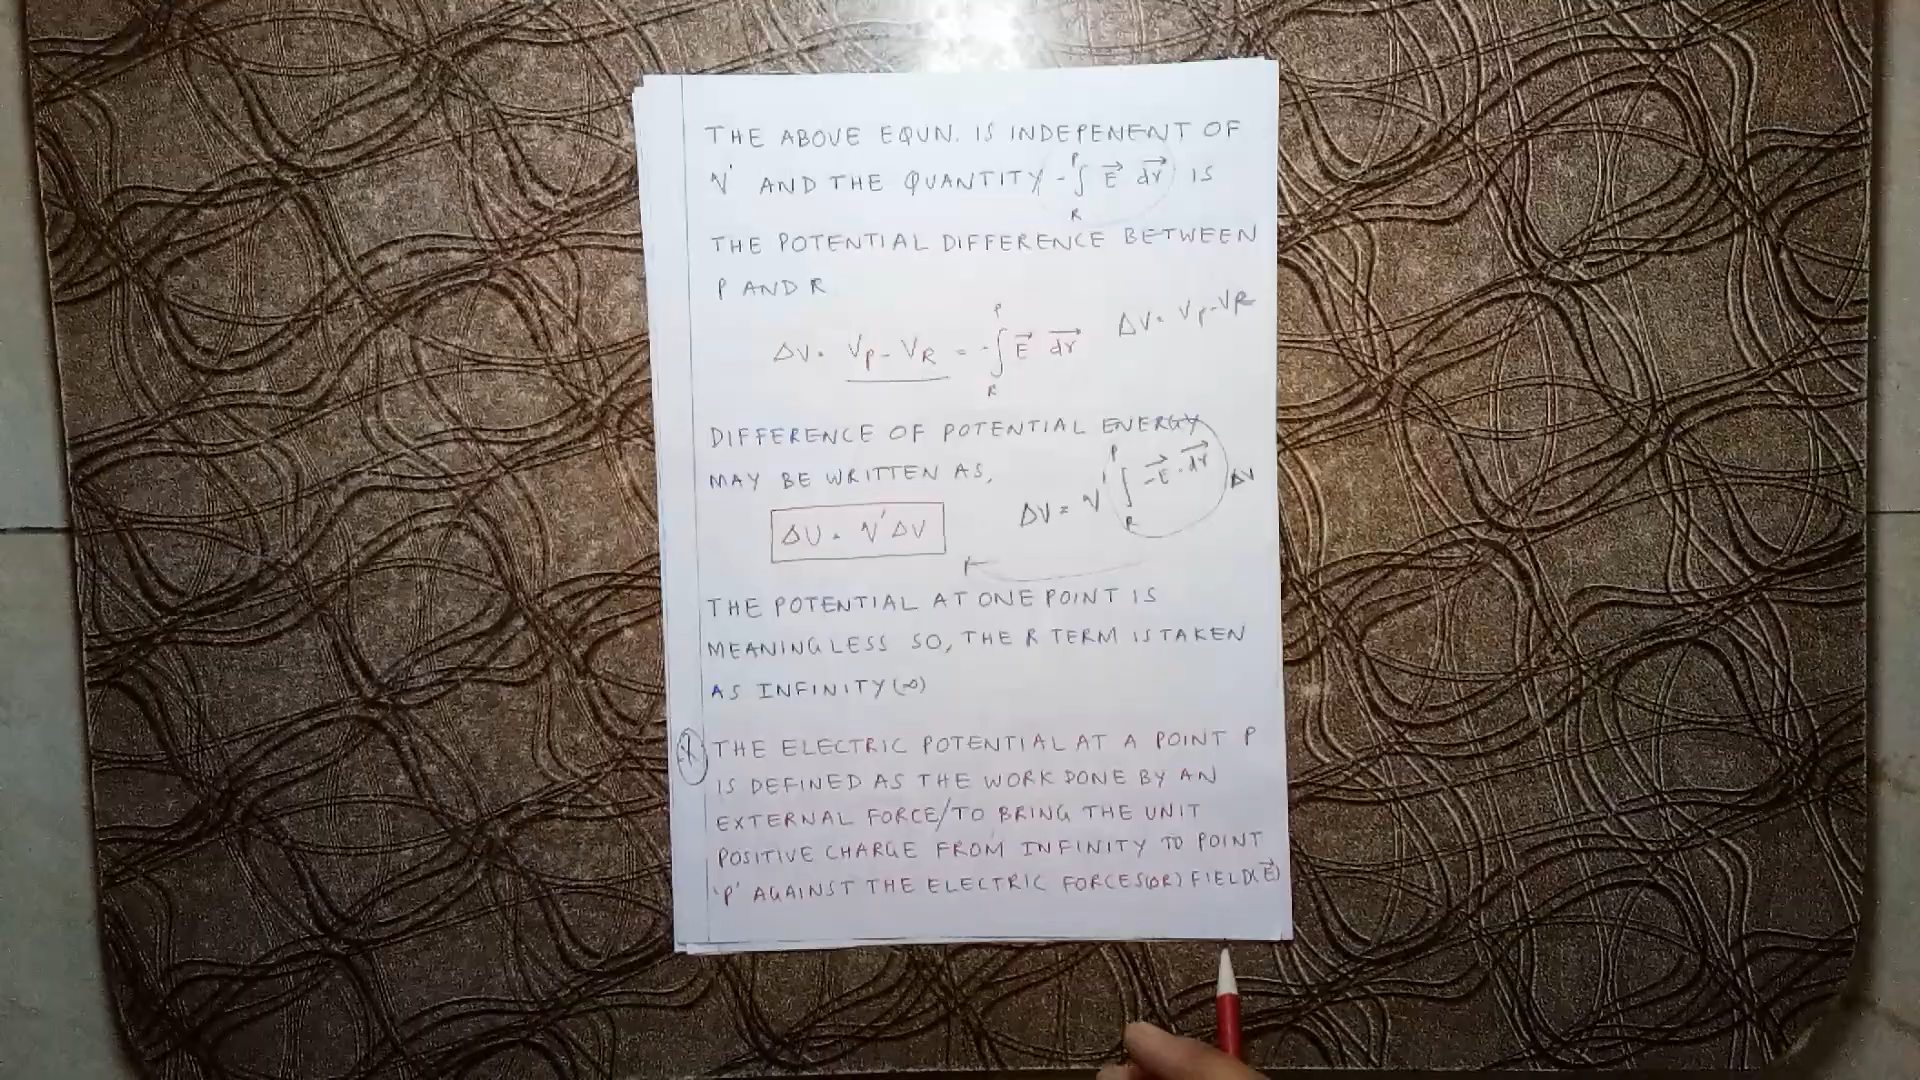 THE ABOVE EQUN. IS INDEPENENT OF
q' AND THE QUANTITY -∫ᴿᴾ E⃗ dr⃗ IS
THE POTENTIAL DIFFERENCE BETWEEN
P AND R
ΔV = VP - VR = -∫ᴿᴾ E⃗ dr⃗ ΔV = VP - VR
DIFFERENCE OF POTENTIAL ENERGY
MAY BE WRITTEN AS,
ΔU = q'ΔV ΔU = q' ∫ᴿᴾ -E⃗ . dr⃗ ΔV
THE POTENTIAL AT ONE POINT IS
MEANINGLESS SO, THE R TERM IS TAKEN
AS INFINITY (∞)
THE ELECTRIC POTENTIAL AT A POINT P
IS DEFINED AS THE WORK DONE BY AN
EXTERNAL FORCE/TO BRING THE UNIT
POSITIVE CHARGE FROM INFINITY TO POINT
'P' AGAINST THE ELECTRIC FORCES(OR) FIELD(E⃗)